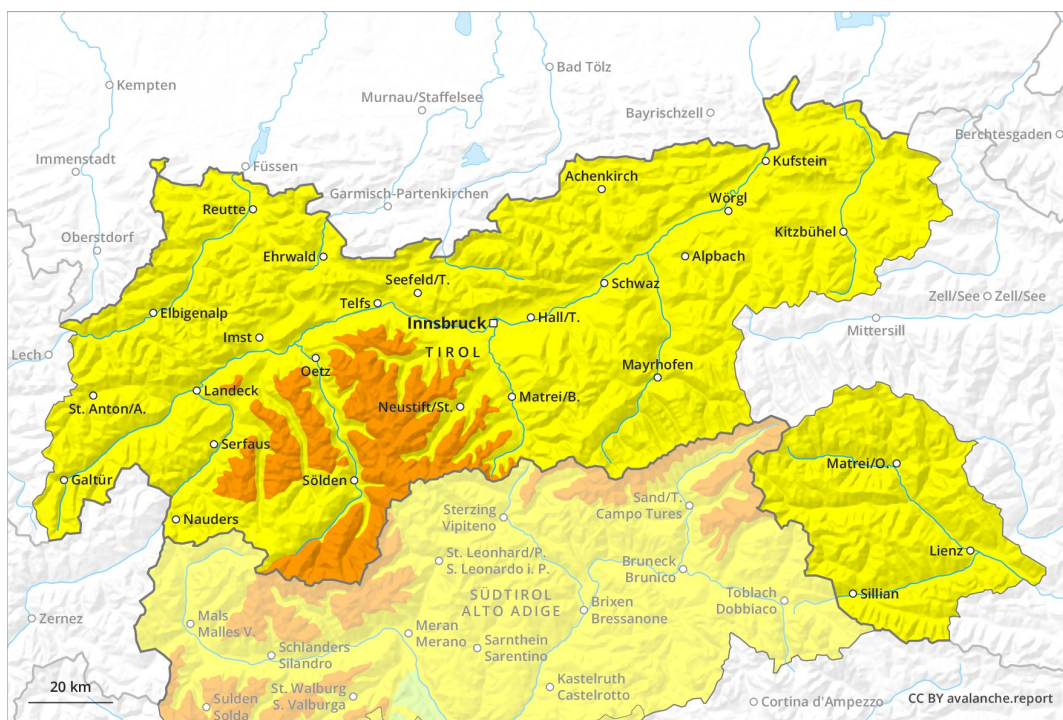 Kempten
Bad Tölz
Murnau/Staffelsee
Bayrischzell
Berchtesgaden
Immenstadt
Füssen
Kufstein
Achenkirch
Garmisch-Partenkirchen
Wörgl
Reutte
Oberstdorf
Kitzbühel
Ehrwald
Alpbach
Seefeld/T.
Schwaz
Telfs
Zell/See
Zell/See
Elbigenalp
Innsbruck
Hall/T.
Mittersill
Imst
Lech
TIROL
Oetz
Mayrhofen
Landeck
Matrei/B.
St. Anton/A.
Neustift/St.
Serfaus
Matrei/O.
Galtür
Sölden
Sand/T.
Campo Tures
Sterzing
Vipiteno
Nauders
Lienz
St. Leonhard/P.
S. Leonardo i. P.
Bruneck
Brunico
SÜDTIROL
ALTO ADIGE
Toblach
Dobbiaco
Sillian
Brixen
Bressanone
Zernez
Mals
Malles V.
Meran
Merano
Sarnthein
Sarentino
Schlanders
Silandro
Kastelruth
Castelrotto
20 km
St. Walburg
S. Valburga
Sulden
Solda
Cortina d'Ampezzo
CC BY avalanche.report